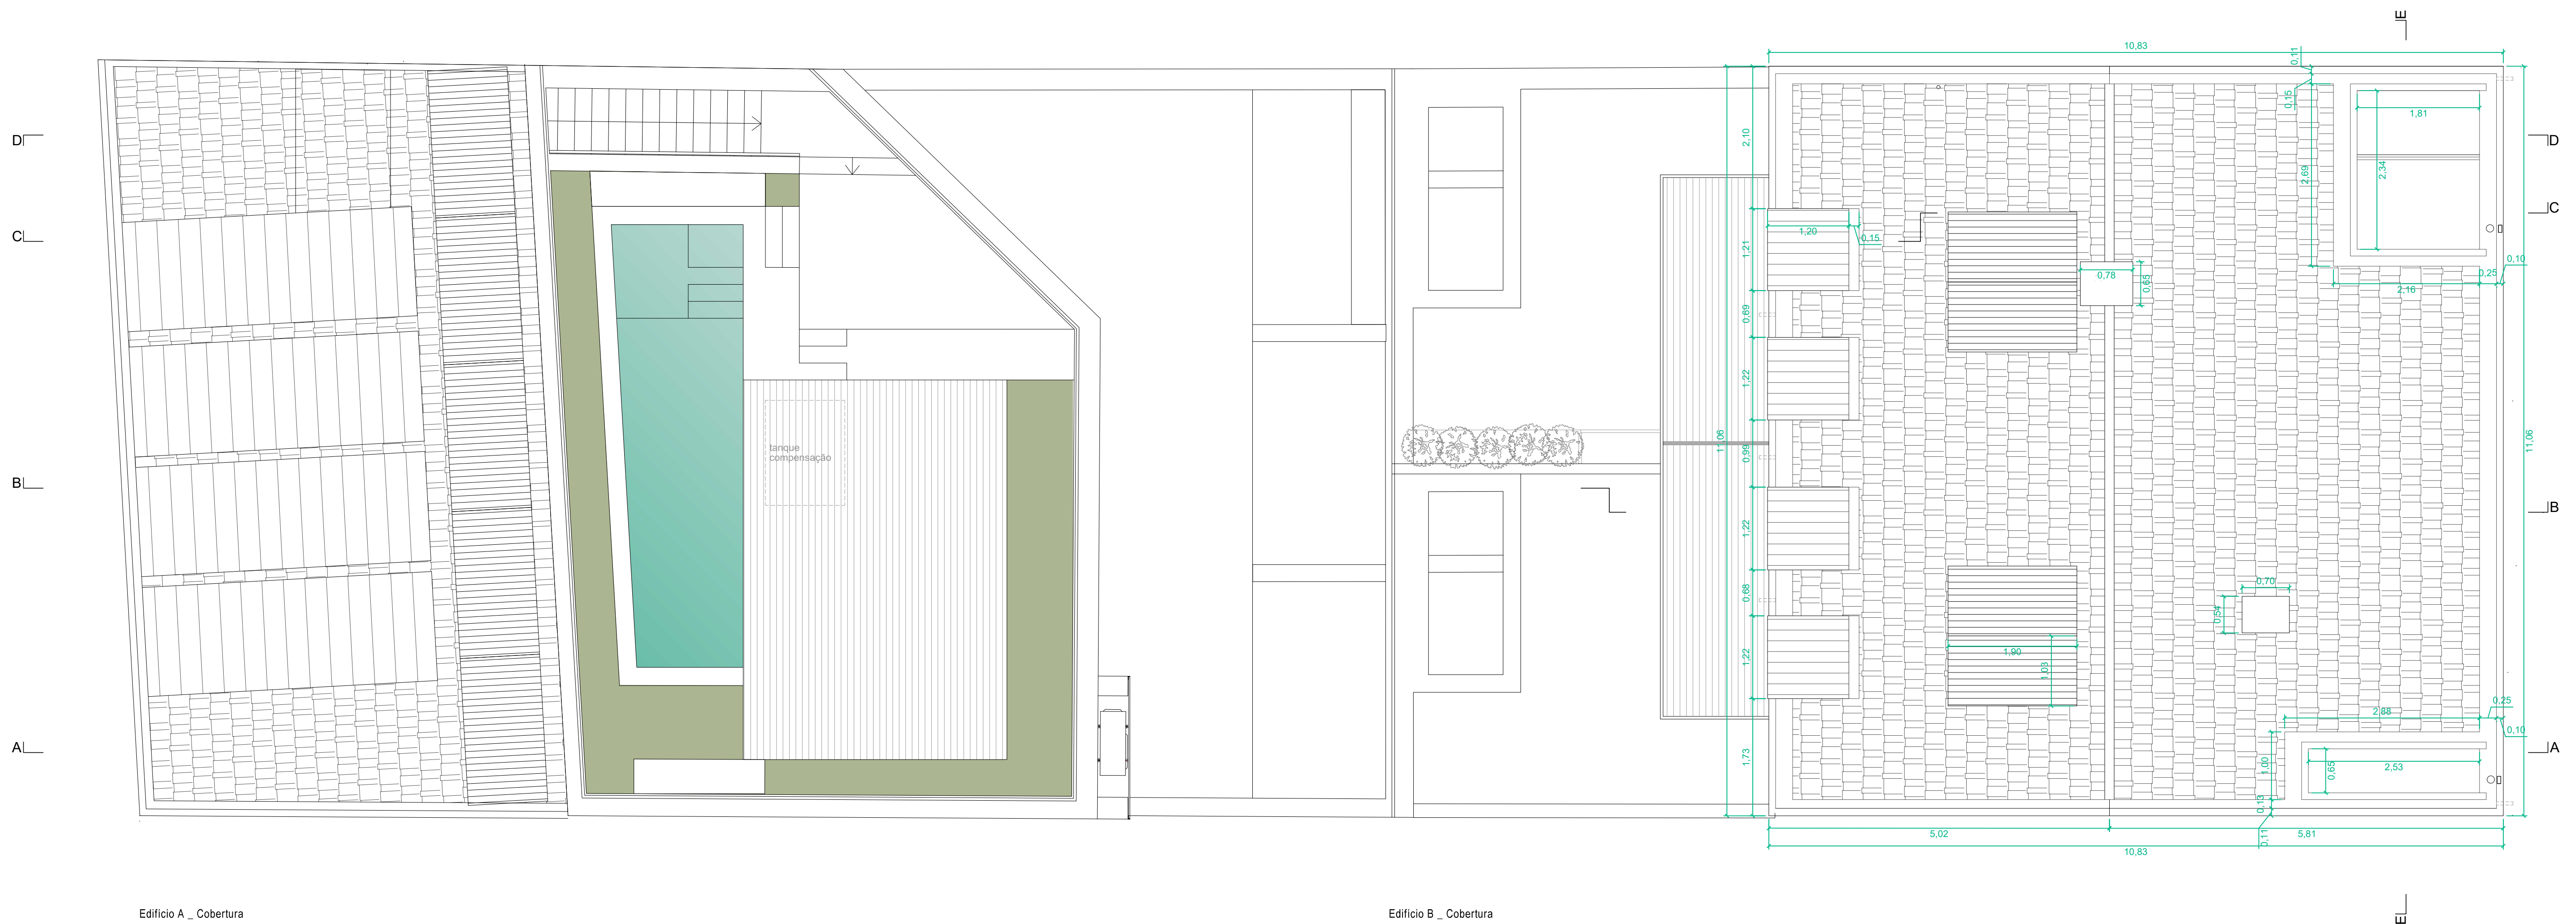 E
10,83
0,11
0,15
1,81
2,34
2,69
D
D
2,10
C
C
1,20
0,15
1,21
0,78
0,65
0,10
0,25
2,16
0,69
1,22
11,06
0,99
11,06
tanque
compensação
B
B
1,22
0,68
0,70
0,54
1,22
1,90
1,03
0,25
2,88
0,10
A
A
1,73
1,00
0,65
2,53
0,13
0,11
5,02
5,81
10,83
Edificio A _ Cobertura
Edificio B _ Cobertura
E